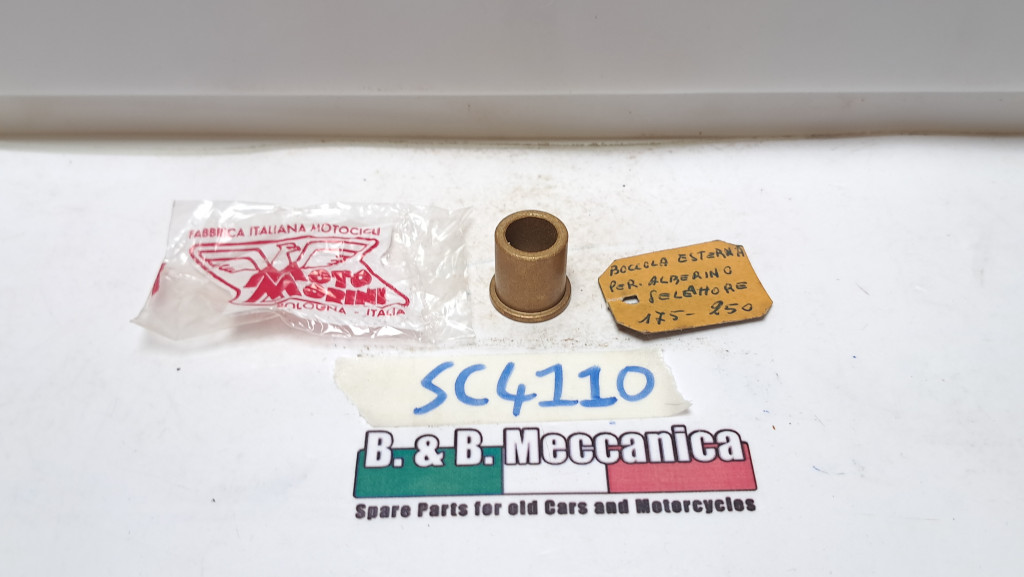 FABBRICA ITALIANA MOTOCICLI
MOTO
MORINI
BOLOGNA - ITALIA
BOCCOLA ESTERNA
PER. ALBERINO
SELETTORE
175- 250
SC4110
B. & B. Meccanica
Spare Parts for old Cars and Motorcycles